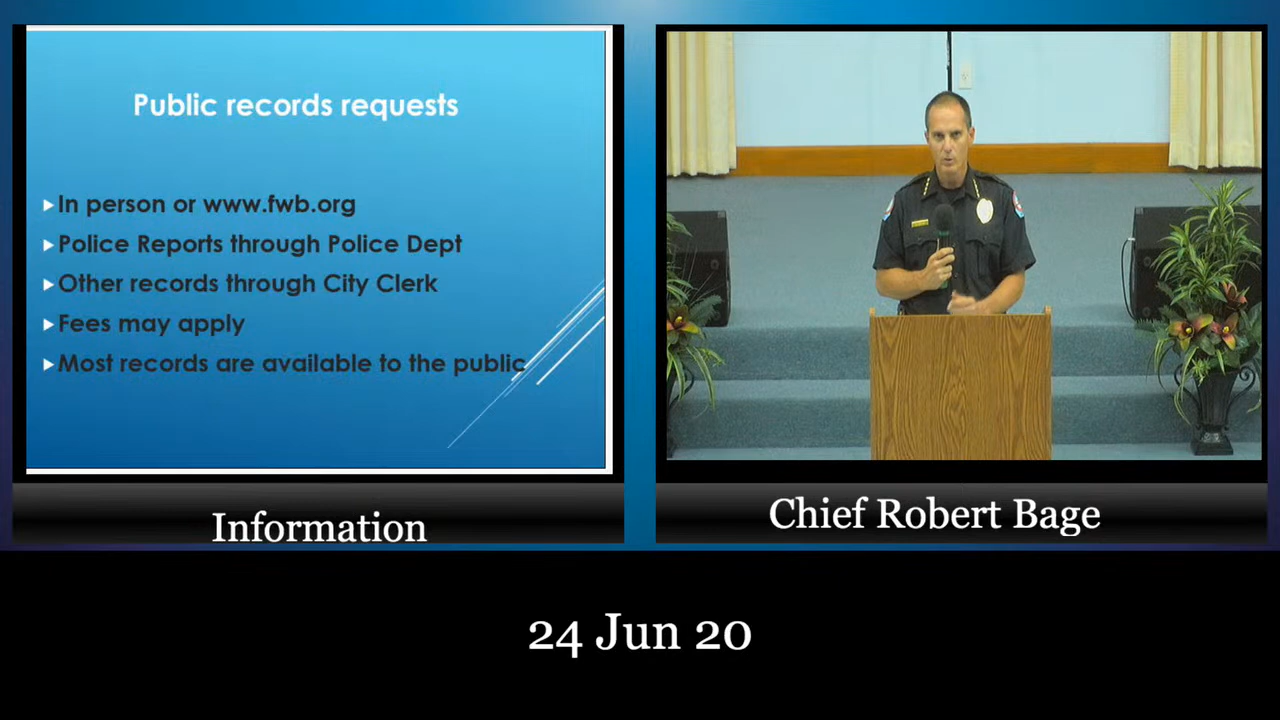 Public records requests
In person or www.fwb.org
Police Reports through Police Dept
Other records through City Clerk
Fees may apply
Most records are available to the public
Information
Chief Robert Bage
24 Jun 20